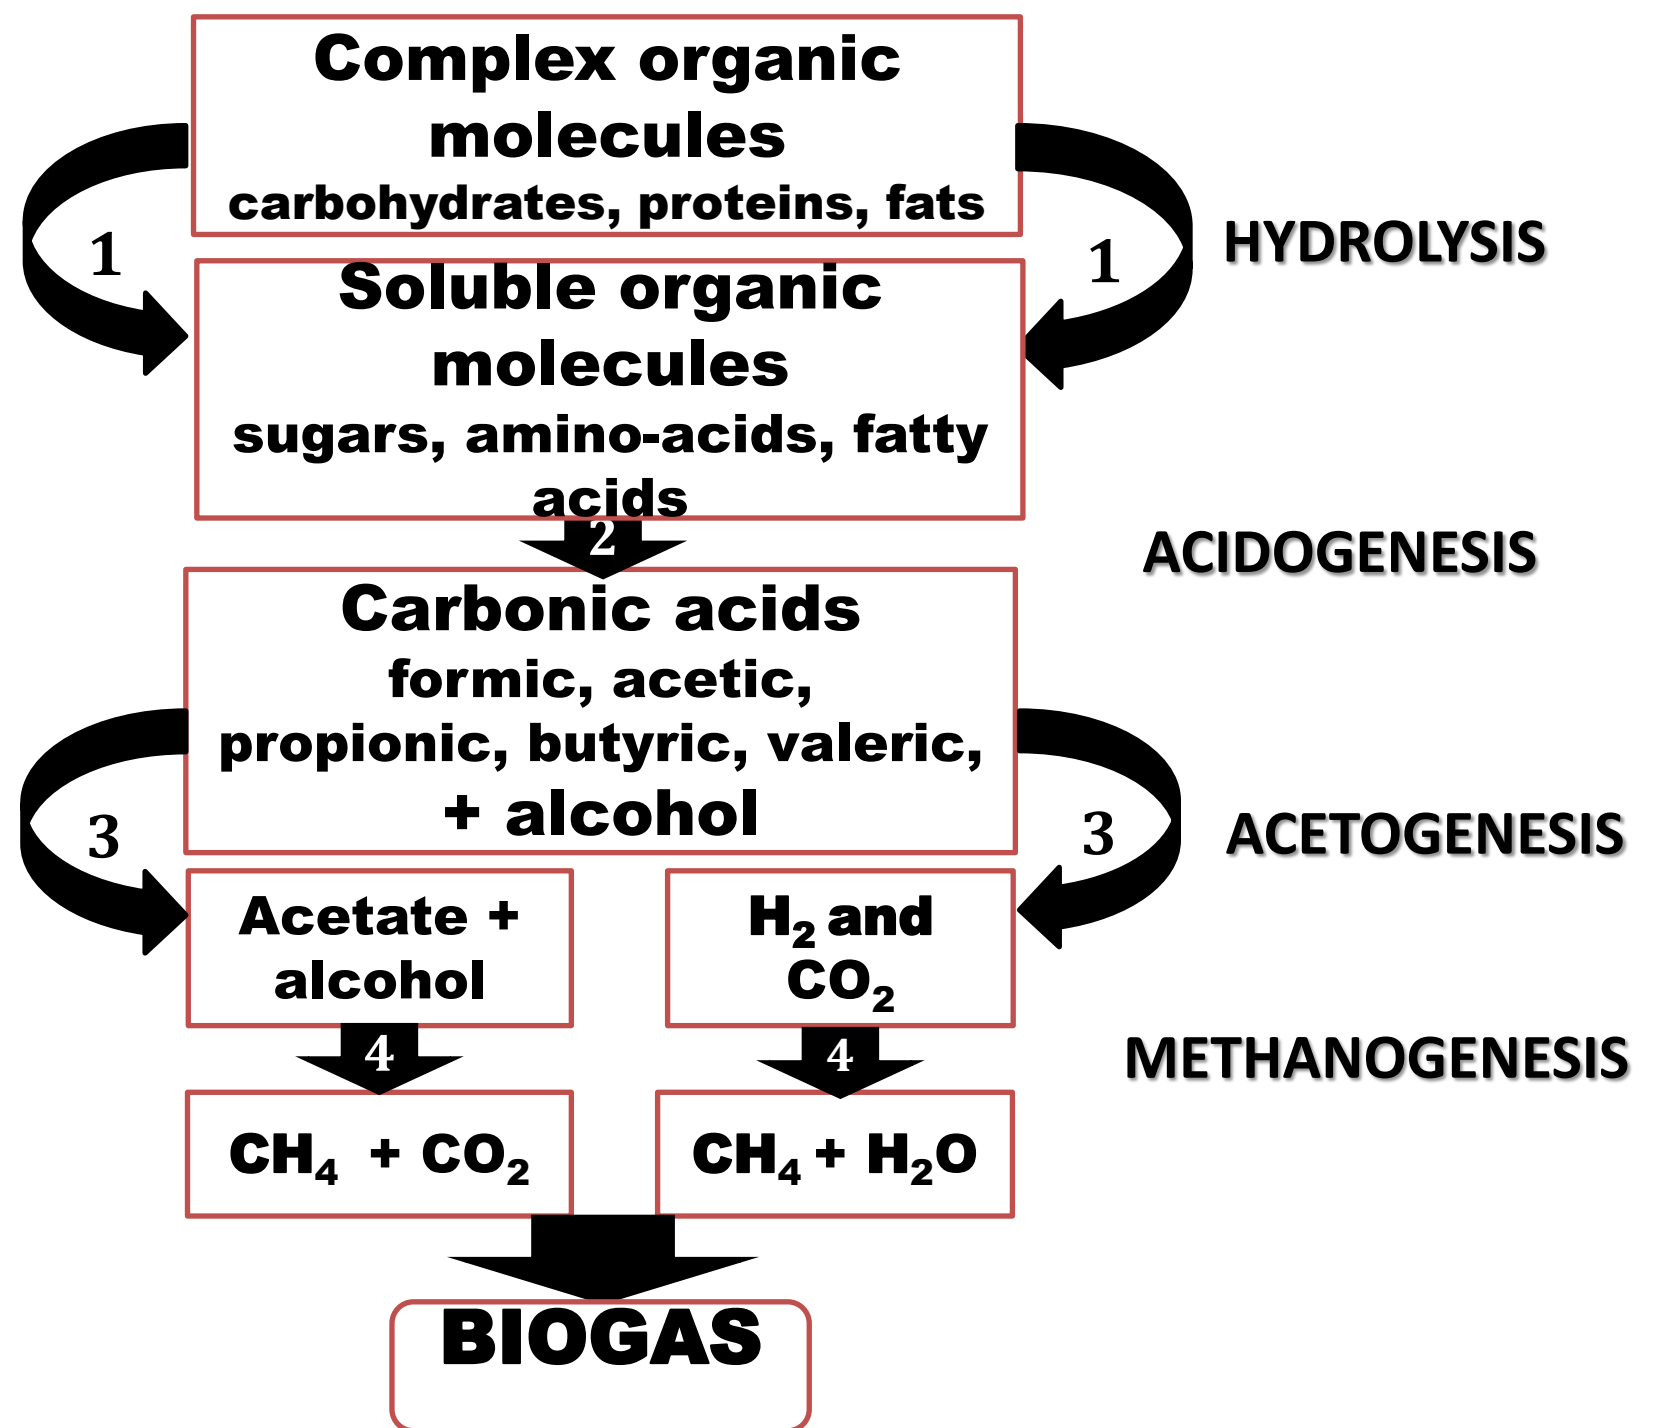 Complex organic
molecules
carbohydrates, proteins, fats
1
1
HYDROLYSIS
Soluble organic
molecules
sugars, amino-acids, fatty
acids
2
ACIDOGENESIS
Carbonic acids
formic, acetic,
propionic, butyric, valeric,
+ alcohol
3
3
ACETOGENESIS
Acetate +
alcohol
H₂ and
CO₂
4
4
METHANOGENESIS
CH₄ + CO₂
CH₄ + H₂O
BIOGAS